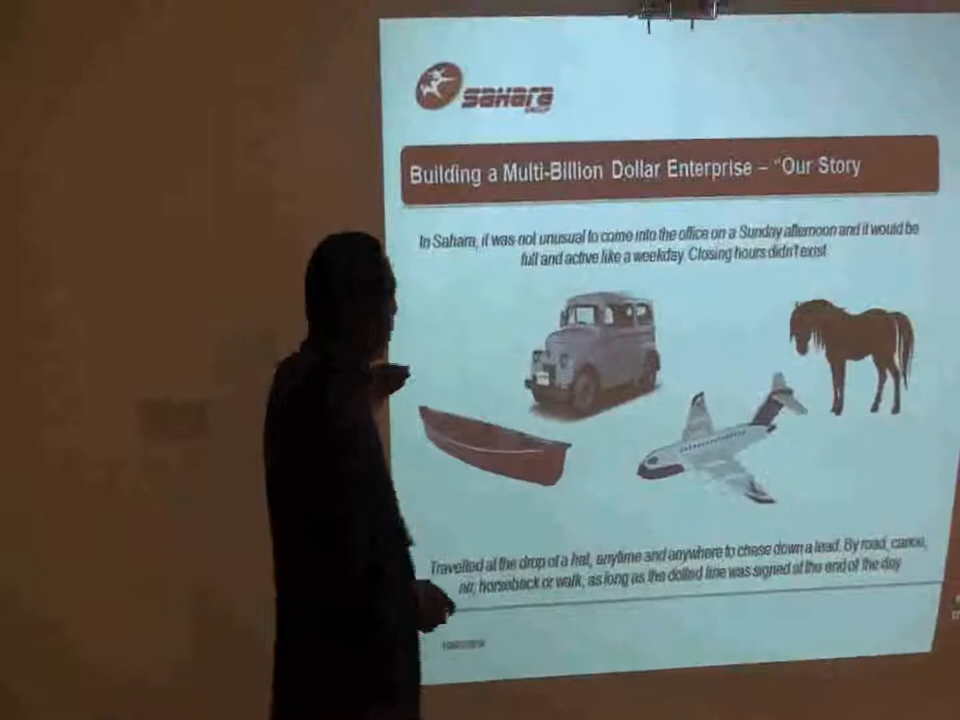 sahara
GROUP
Building a Multi-Billion Dollar Enterprise – “Our Story
In Sahara, it was not unusual to come into the office on a Sunday afternoon and it would be
full and active like a weekday. Closing hours didn't exist
Travelled at the drop of a hat, anytime and anywhere to chase down a lead. By road, canoe,
air, horseback or walk, as long as the dotted line was signed at the end of the day